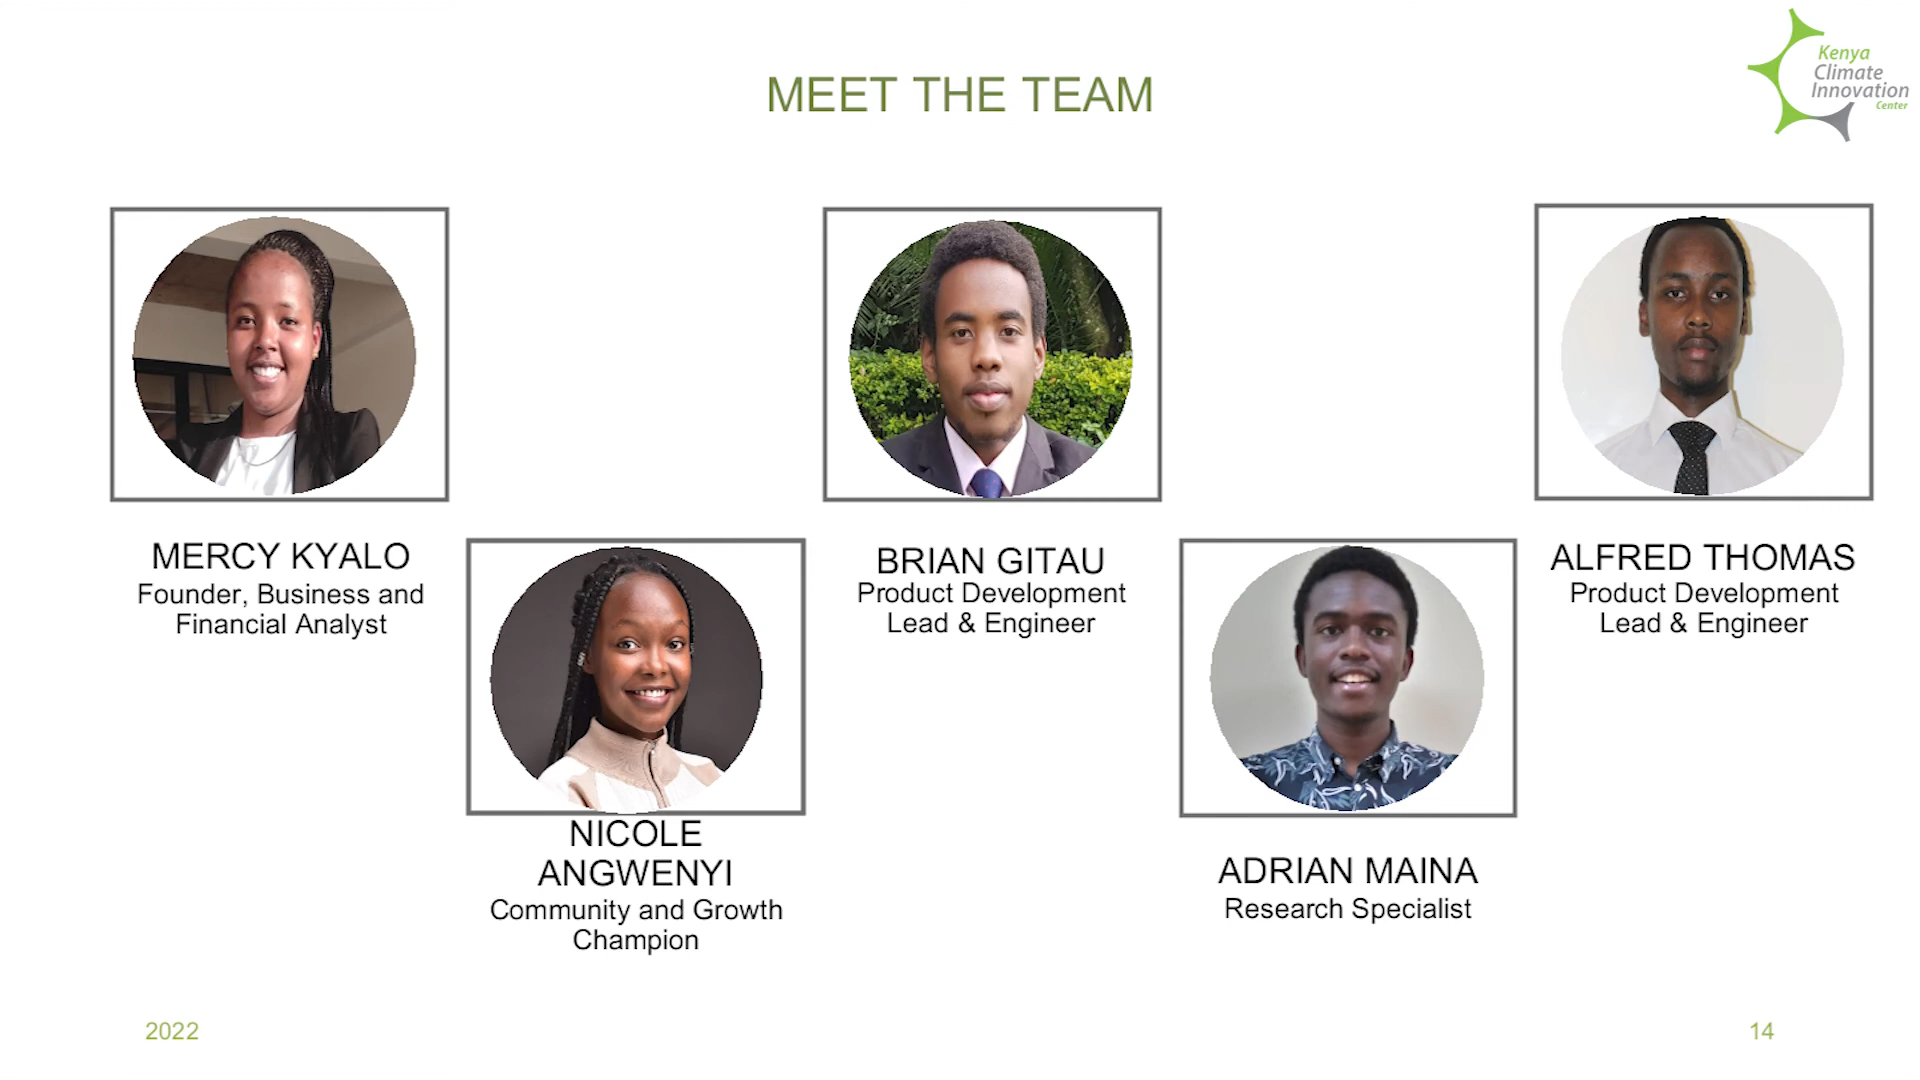 MEET THE TEAM
Kenya
Climate
Innovation
Center
MERCY KYALO
Founder, Business and
Financial Analyst
NICOLE
ANGWENYI
Community and Growth
Champion
BRIAN GITAU
Product Development
Lead & Engineer
ADRIAN MAINA
Research Specialist
ALFRED THOMAS
Product Development
Lead & Engineer
2022
14